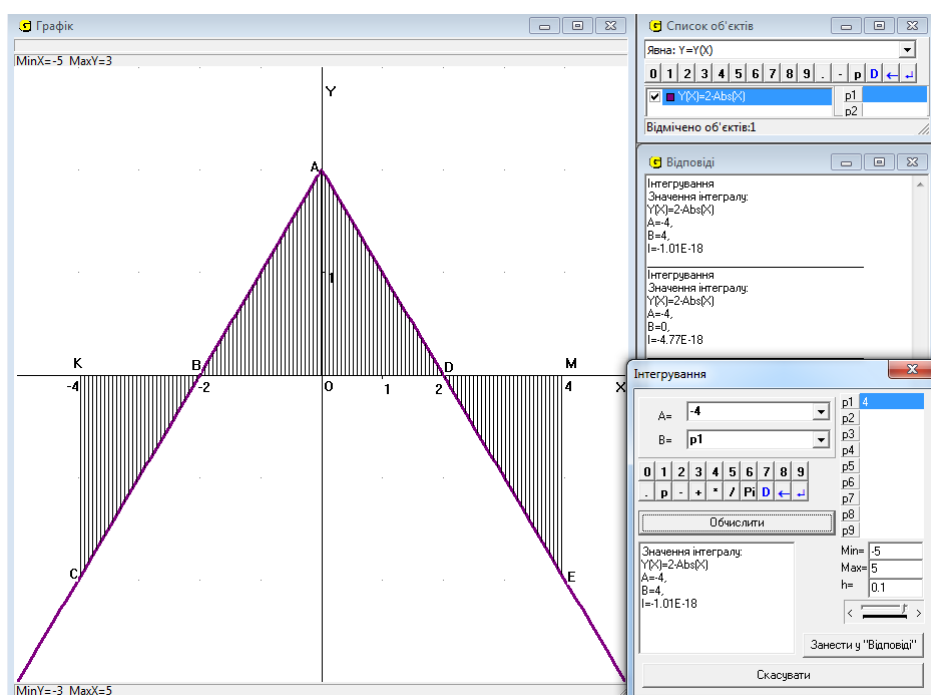 Графік
MinX=-5 MaxY=3
Y
A
1
K
B
D
M
-4
-2
0
1
2
4
X
C
E
MinY=-3 MaxX=5
Список об'єктів
Явна: Y=Y(X)
0 1 2 3 4 5 6 7 8 9 . - p D ← ↵
Y(X)=2-Abs(X)
p1
p2
Відмічено об'єктів:1
Відповіді
Інтегрування
Значення інтегралу:
Y(X)=2-Abs(X)
A=-4,
B=4,
I=-1.01E-18
Інтегрування
Значення інтегралу:
Y(X)=2-Abs(X)
A=-4,
B=0,
I=-4.77E-18
Інтегрування
A= -4
B= p1
0 1 2 3 4 5 6 7 8 9
. p - + * / Pi D ← ↵
Обчислити
p1 4
p2
p3
p4
p5
p6
p7
p8
p9
Значення інтегралу:
Y(X)=2-Abs(X)
A=-4,
B=4,
I=-1.01E-18
Min= -5
Max= 5
h= 0.1
< >
Занести у "Відповіді"
Скасувати